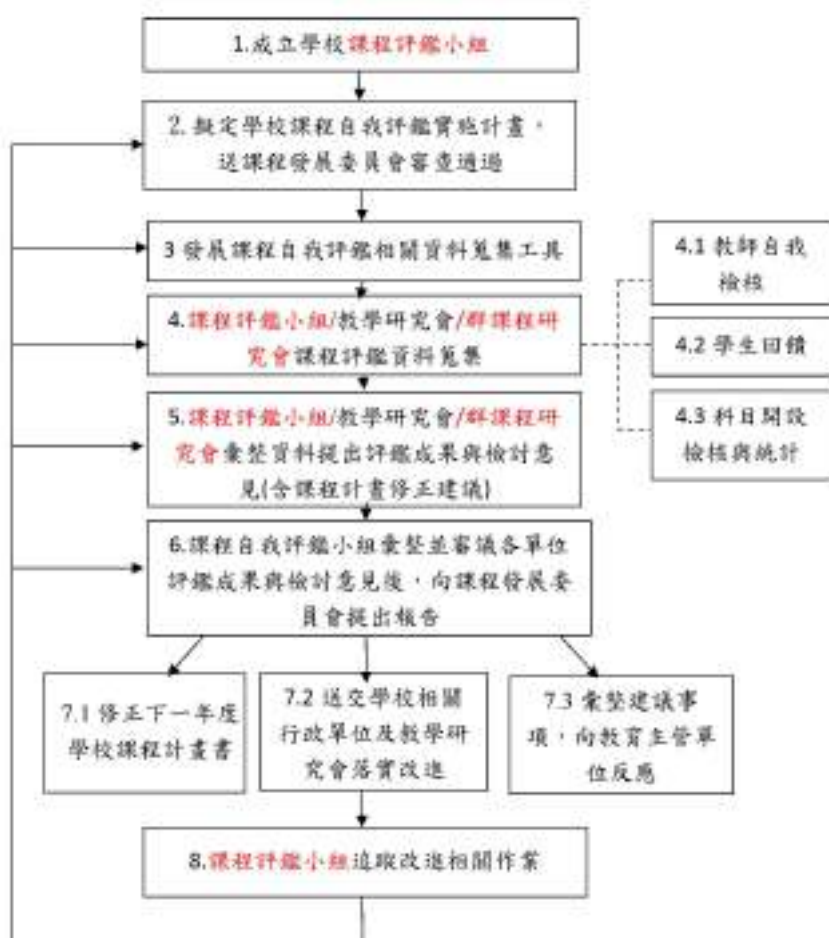 1.成立學校課程評鑑小組
2. 擬定學校課程自我評鑑實施計畫，
送課程發展委員會審查通過
3 發展課程自我評鑑相關資料蒐集工具
4.課程評鑑小組/教學研究會/群課程研
究會課程評鑑資料蒐集
4.1 教師自我
檢核
4.2 學生回饋
4.3 科目開設
檢核與統計
5.課程評鑑小組/教學研究會/群課程研
究會彙整資料提出評鑑成果與檢討意
見(含課程計畫修正建議)
6.課程自我評鑑小組彙整並審議各單位
評鑑成果與檢討意見後，向課程發展委
員會提出報告
7.1 修正下一年度
學校課程計畫書
7.2 送交學校相關
行政單位及教學研
究會落實改進
7.3 彙整建議事
項，向教育主管單
位反應
8.課程評鑑小組追蹤改進相關作業